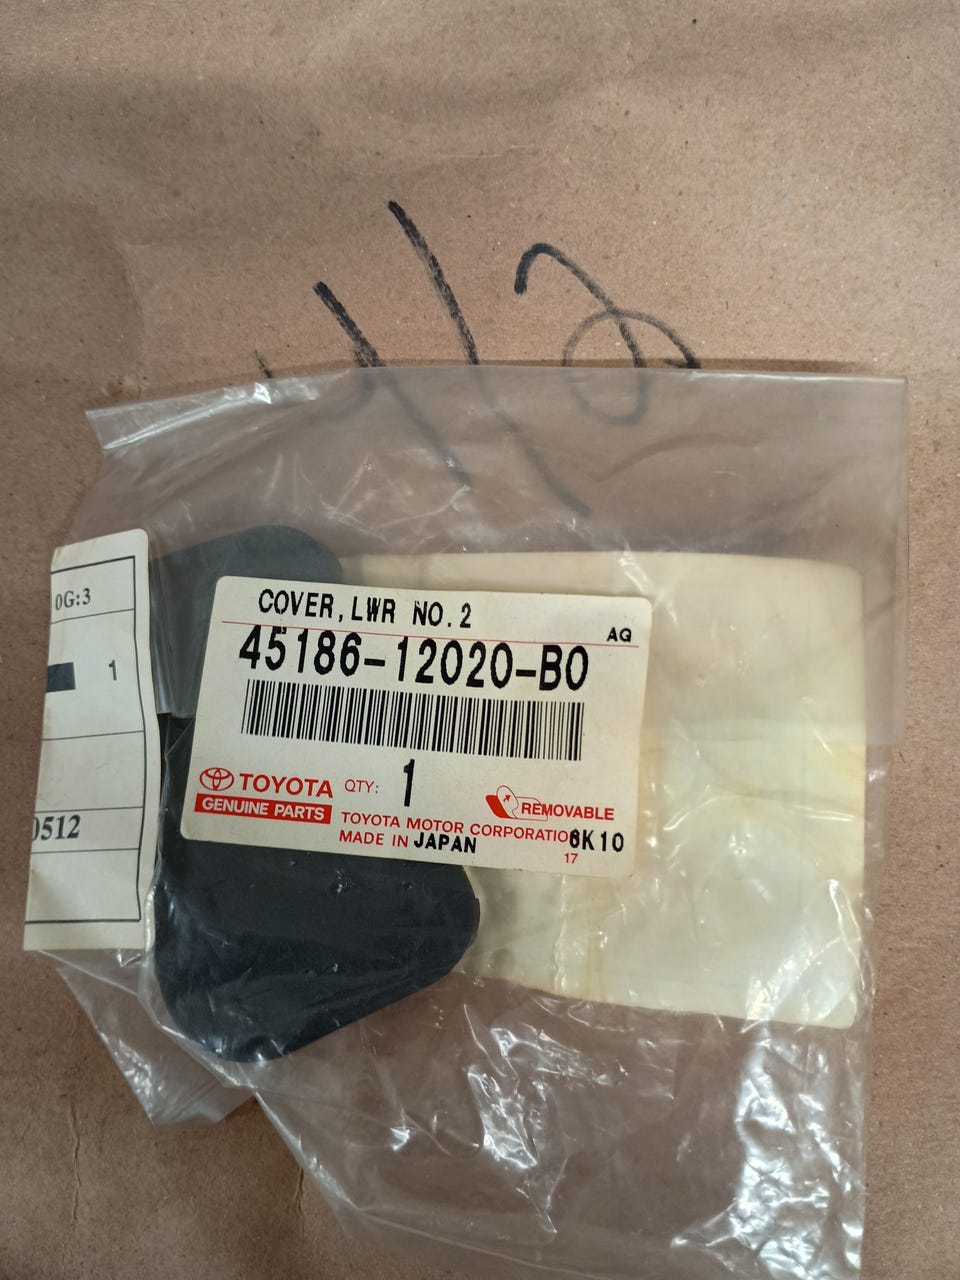 COVER, LWR NO. 2
AQ
45186-12020-B0
TOYOTA
GENUINE PARTS
QTY: 1
REMOVABLE
TOYOTA MOTOR CORPORATIO
6K10
MADE IN JAPAN
17
0G:3
1
0512